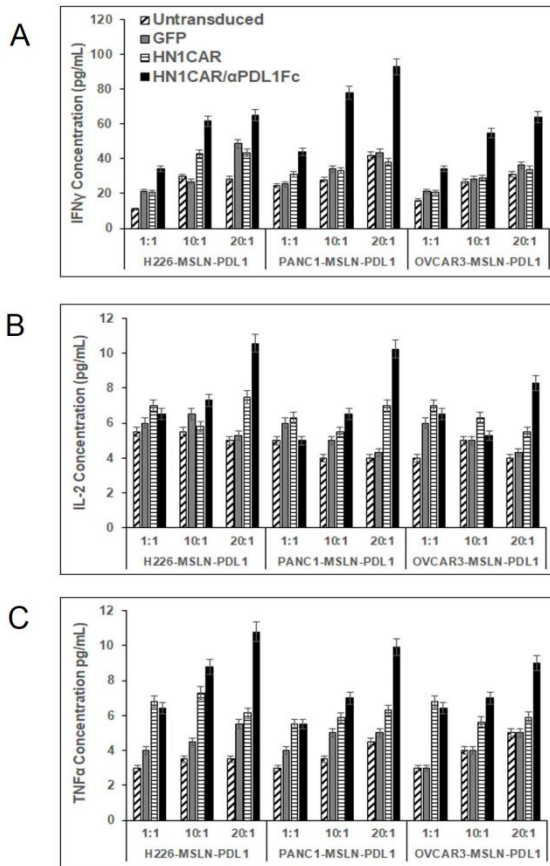 A
Untransduced
GFP
HN1CAR
HN1CAR/αPDL1Fc
IFNγ Concentration (pg/mL)
120
100
80
60
40
20
0
1:1 10:1 20:1 1:1 10:1 20:1 1:1 10:1 20:1
H226-MSLN-PDL1 PANC1-MSLN-PDL1 OVCAR3-MSLN-PDL1
B
IL-2 Concentration (pg/mL)
12
10
8
6
4
2
0
1:1 10:1 20:1 1:1 10:1 20:1 1:1 10:1 20:1
H226-MSLN-PDL1 PANC1-MSLN-PDL1 OVCAR3-MSLN-PDL1
C
TNFα Concentration pg/mL)
12
10
8
6
4
2
0
1:1 10:1 20:1 1:1 10:1 20:1 1:1 10:1 20:1
H226-MSLN-PDL1 PANC1-MSLN-PDL1 OVCAR3-MSLN-PDL1